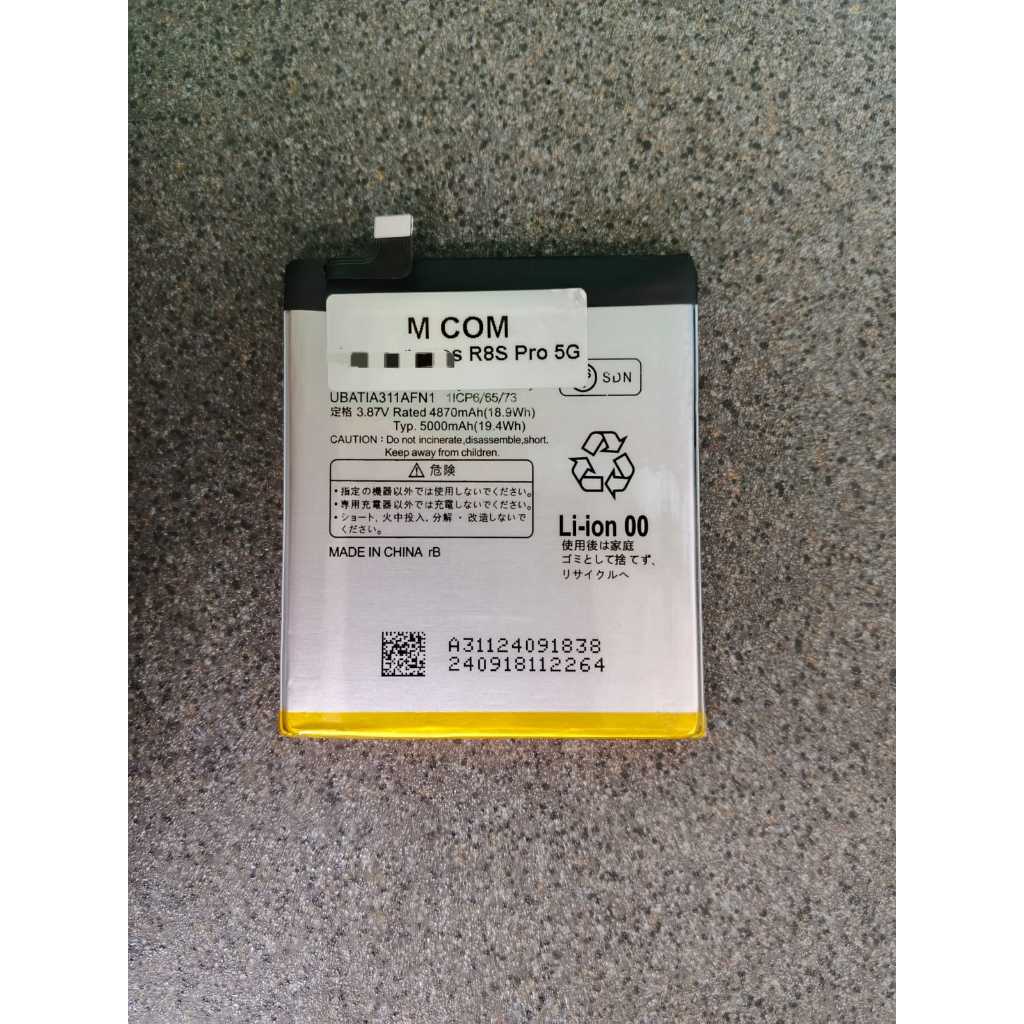 M COM
s R8S Pro 5G
SDN
UBATIA311AFN1 1ICP6/65/73
定格 3.87V Rated 4870mAh(18.9Wh)
Typ. 5000mAh(19.4Wh)
CAUTION : Do not incinerate,disassemble,short.
Keep away from children.
危険
・指定の機器以外では使用しないでください。
・専用充電器以外では充電しないでください。
・ショート, 火中投入, 分解・改造しないで
ください。
MADE IN CHINA rB
Li-ion 00
使用後は家庭
ゴミとして捨てず、
リサイクルへ
A31124091838
240918112264